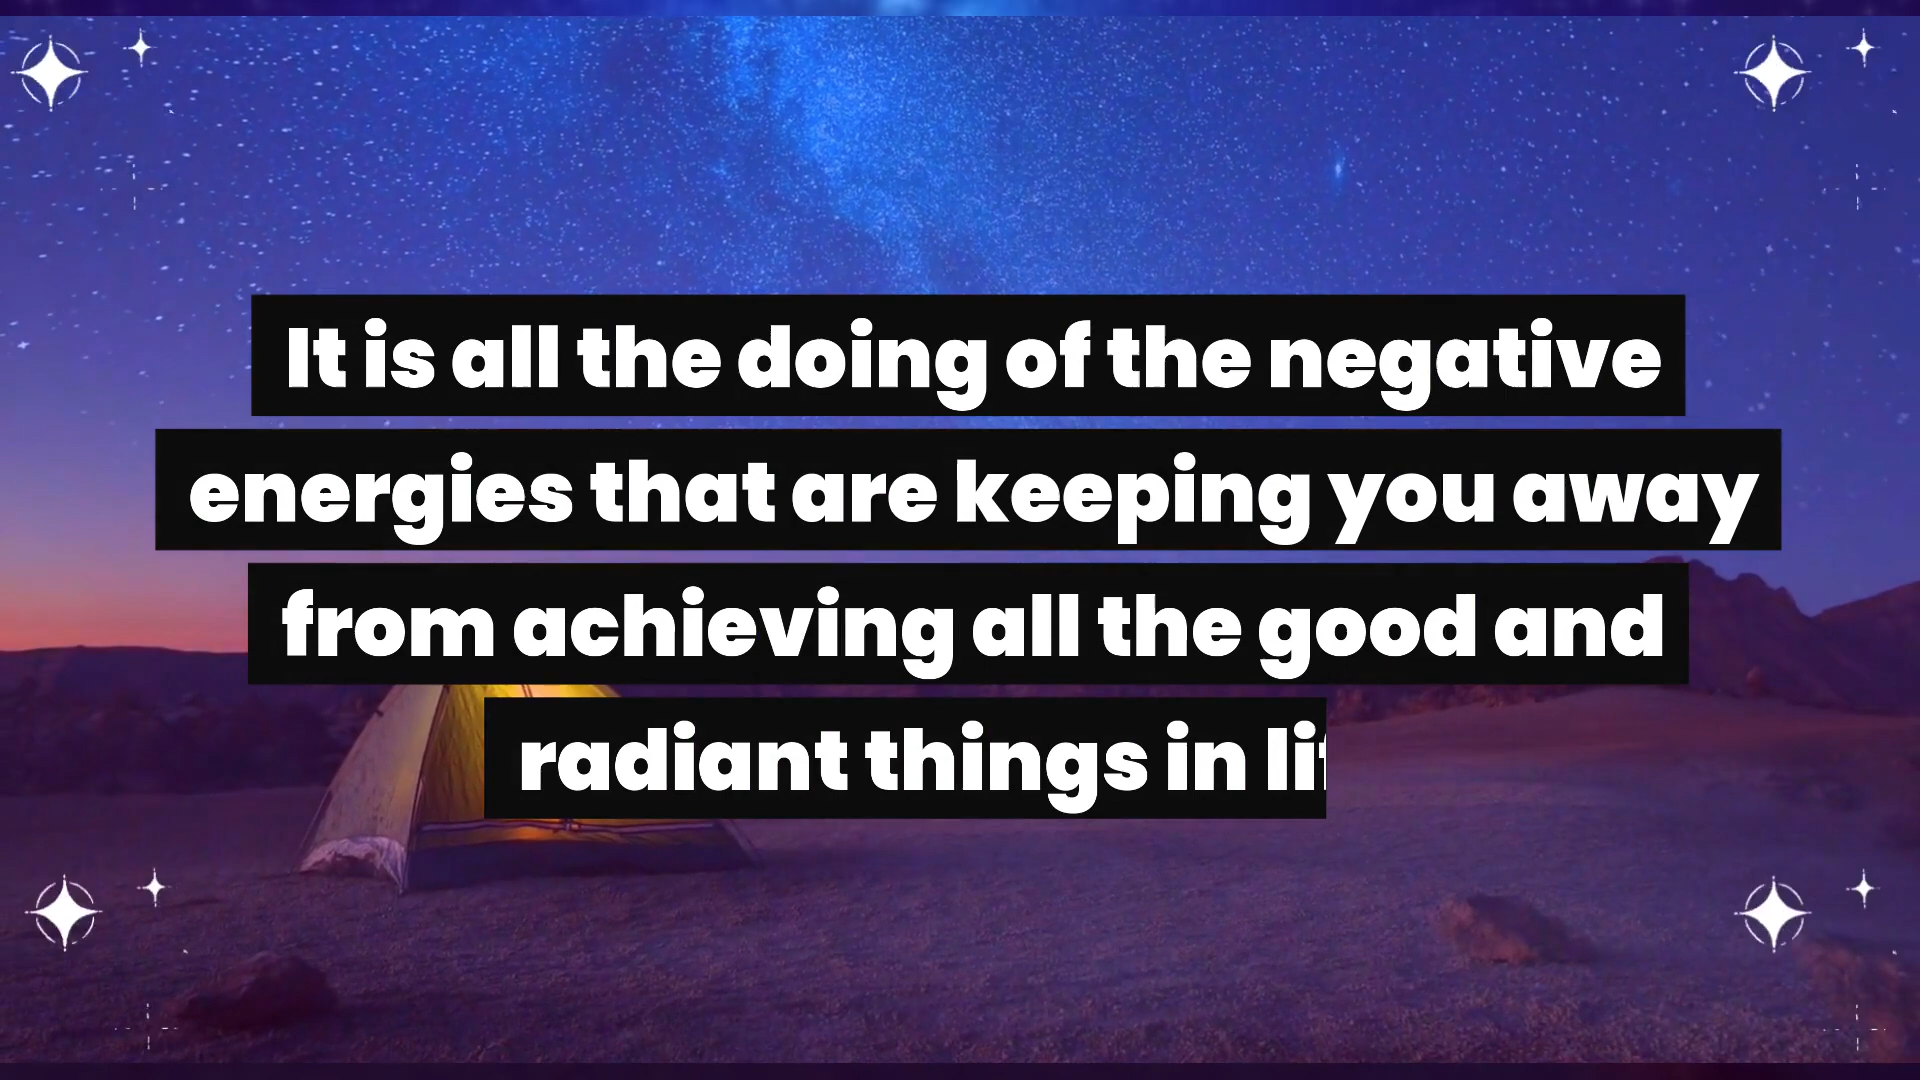 It is all the doing of the negative
energies that are keeping you away
from achieving all the good and
radiant things in